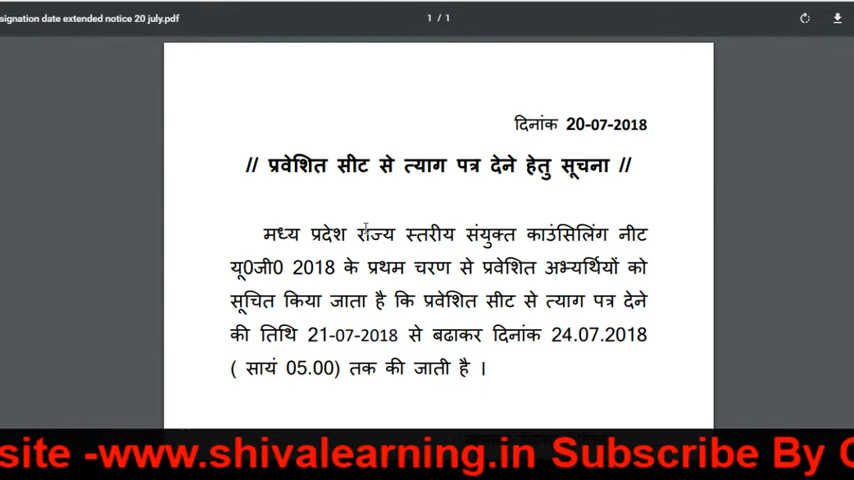 signation date extended notice 20 july.pdf
1 / 1
दिनांक 20-07-2018
// प्रवेशित सीट से त्याग पत्र देने हेतु सूचना //
मध्य प्रदेश राज्य स्तरीय संयुक्त काउंसिलिंग नीट
यू0जी0 2018 के प्रथम चरण से प्रवेशित अभ्यर्थियों को
सूचित किया जाता है कि प्रवेशित सीट से त्याग पत्र देने
की तिथि 21-07-2018 से बढाकर दिनांक 24.07.2018
( सायं 05.00) तक की जाती है ।
site -www.shivalearning.in Subscribe By